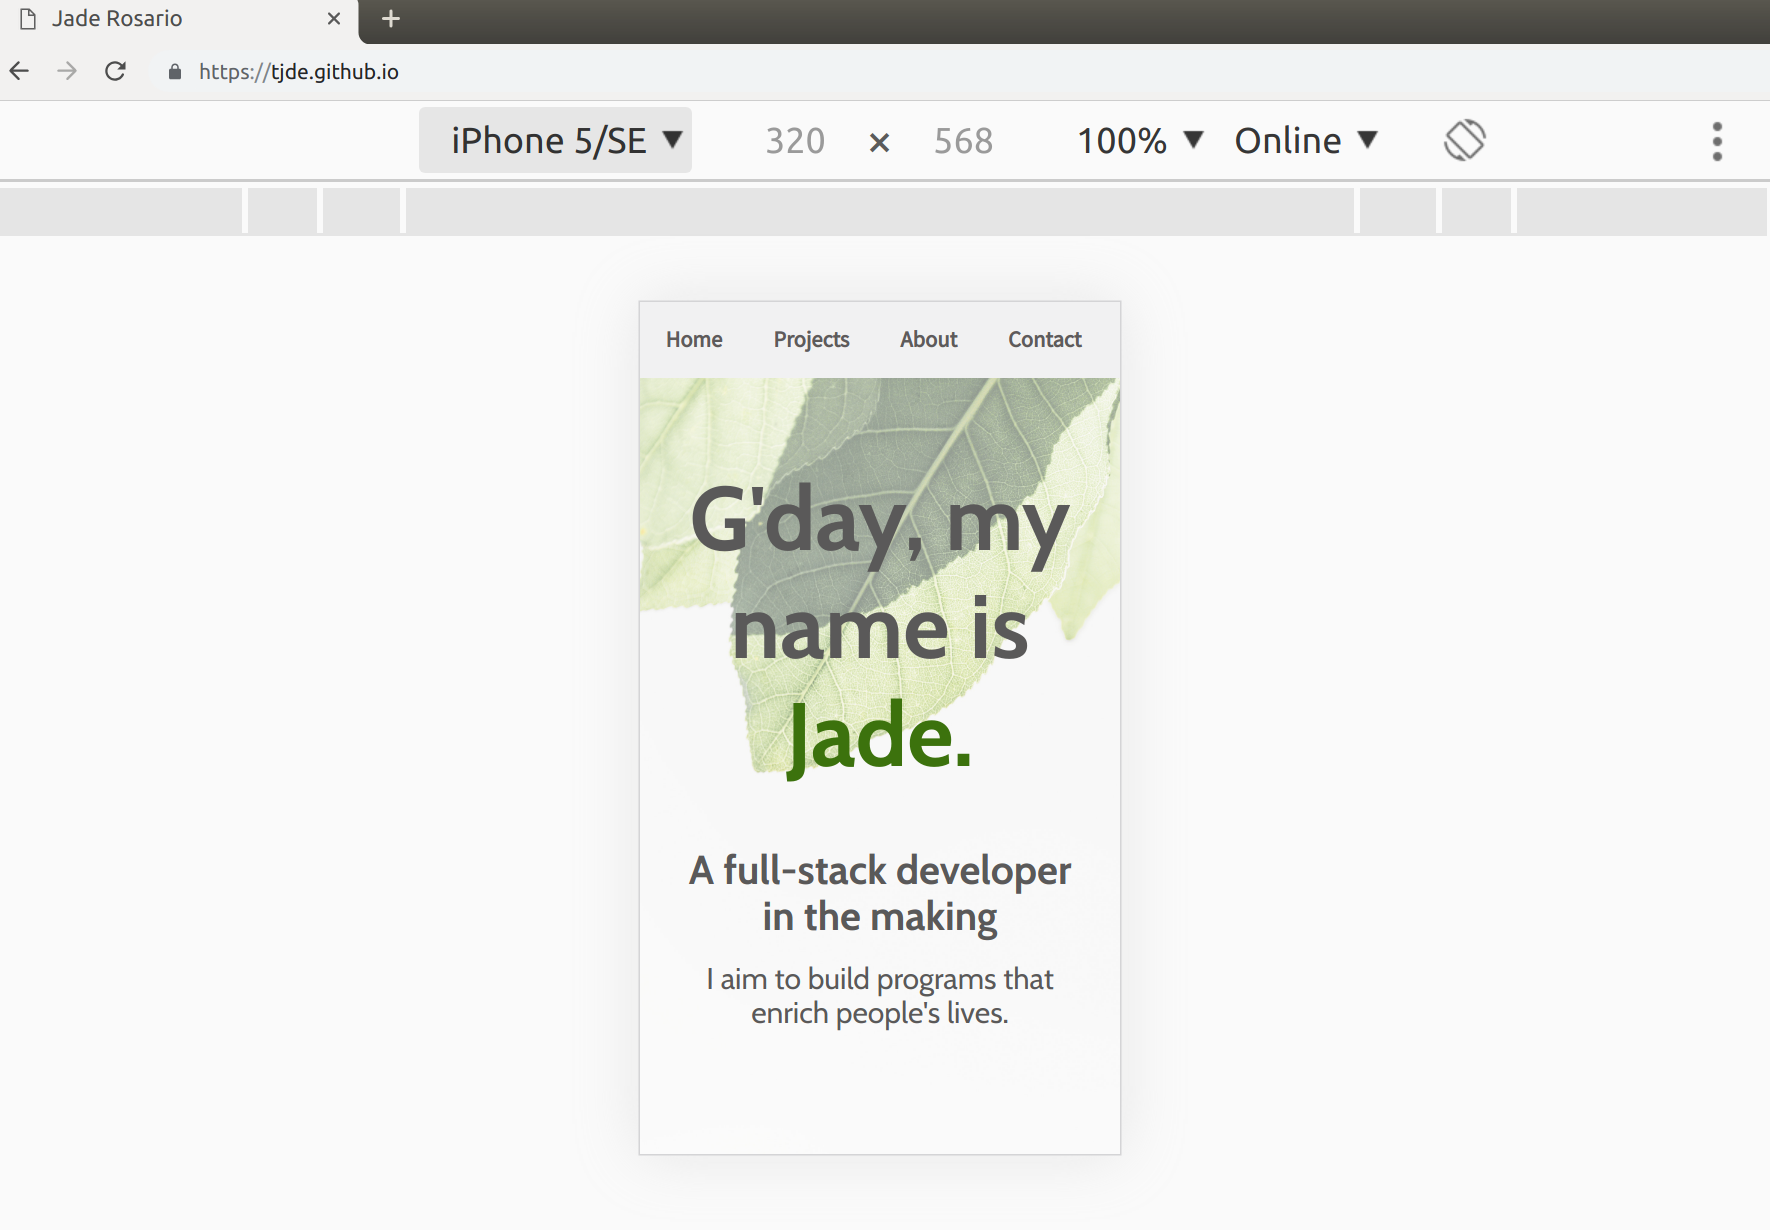 Jade Rosario
https://tjde.github.io
iPhone 5/SE 320 × 568 100% Online
Home Projects About Contact
G'day, my
name is
Jade.
A full-stack developer
in the making
I aim to build programs that
enrich people's lives.